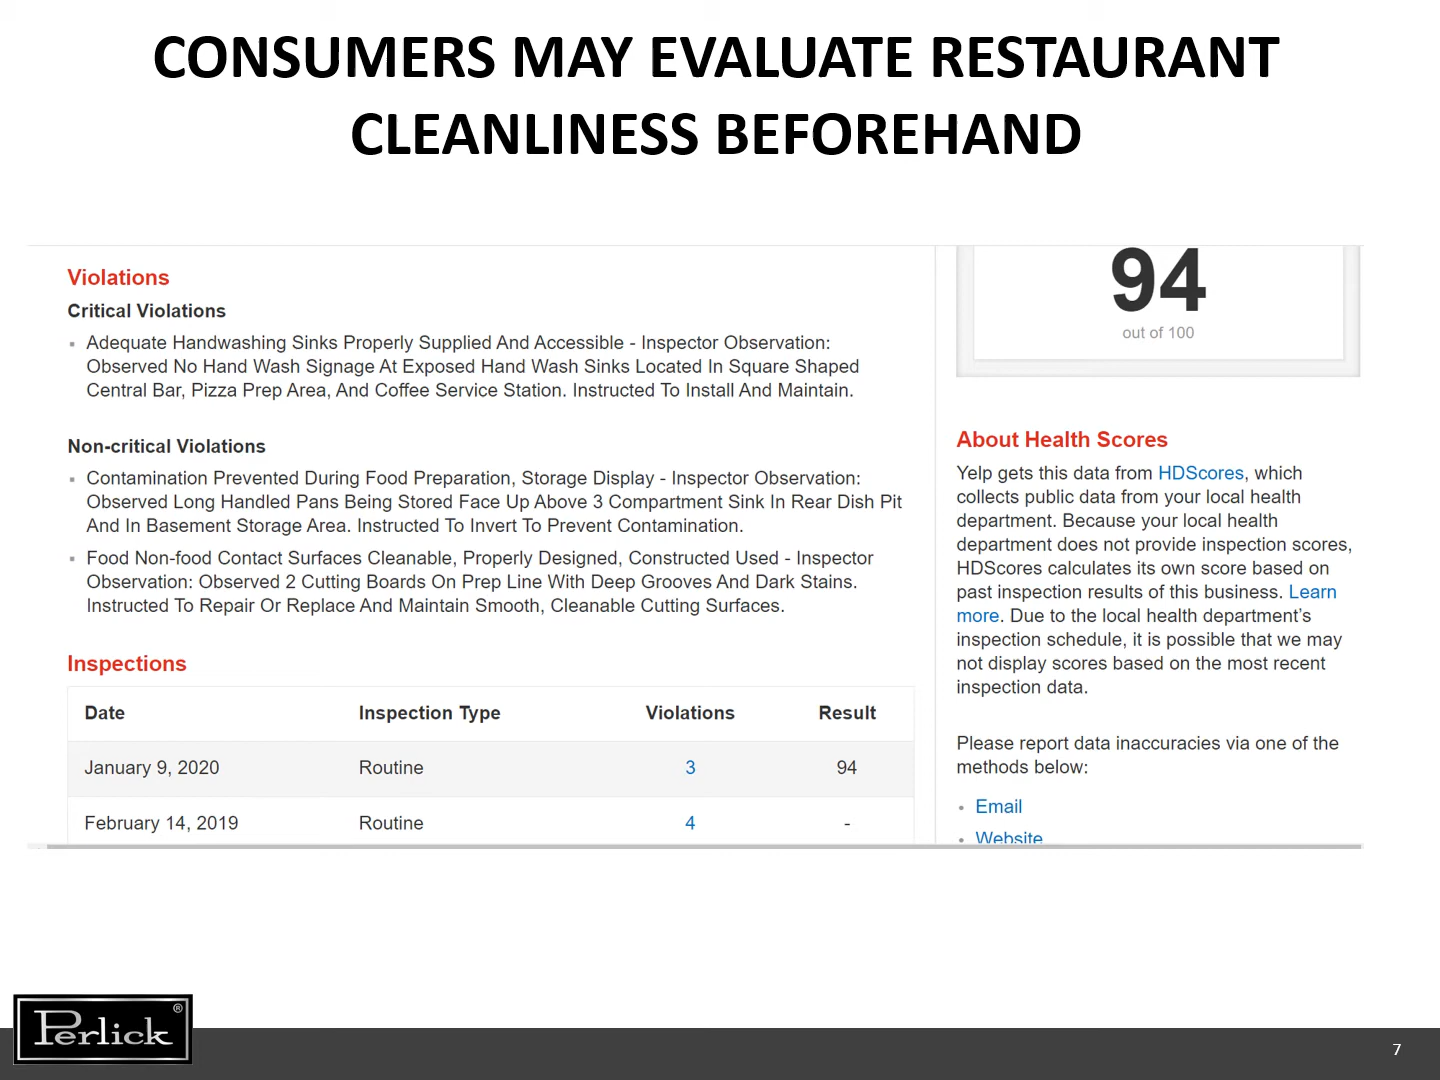 CONSUMERS MAY EVALUATE RESTAURANT
CLEANLINESS BEFOREHAND
Violations
Critical Violations
Adequate Handwashing Sinks Properly Supplied And Accessible - Inspector Observation:
Observed No Hand Wash Signage At Exposed Hand Wash Sinks Located In Square Shaped
Central Bar, Pizza Prep Area, And Coffee Service Station. Instructed To Install And Maintain.
Non-critical Violations
Contamination Prevented During Food Preparation, Storage Display - Inspector Observation:
Observed Long Handled Pans Being Stored Face Up Above 3 Compartment Sink In Rear Dish Pit
And In Basement Storage Area. Instructed To Invert To Prevent Contamination.
Food Non-food Contact Surfaces Cleanable, Properly Designed, Constructed Used - Inspector
Observation: Observed 2 Cutting Boards On Prep Line With Deep Grooves And Dark Stains.
Instructed To Repair Or Replace And Maintain Smooth, Cleanable Cutting Surfaces.
Inspections
Date Inspection Type Violations Result
January 9, 2020 Routine 3 94
February 14, 2019 Routine 4 -
94
out of 100
About Health Scores
Yelp gets this data from HDScores, which
collects public data from your local health
department. Because your local health
department does not provide inspection scores,
HDScores calculates its own score based on
past inspection results of this business. Learn
more. Due to the local health department's
inspection schedule, it is possible that we may
not display scores based on the most recent
inspection data.
Please report data inaccuracies via one of the
methods below:
Email
Website
Perlick®
7